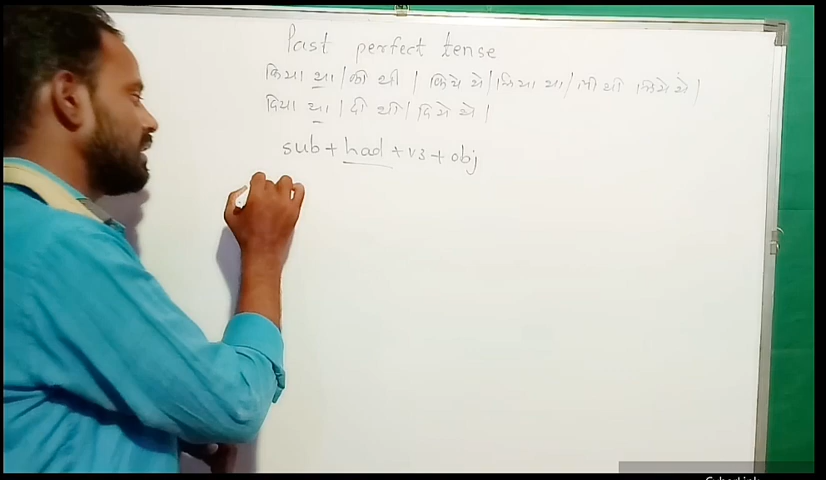 Past perfect tense
किया था | की थी | किये थे | लिया था | ली थी लिये थे |
दिया था | दी थी | दिये थे |
sub + had + v3 + obj